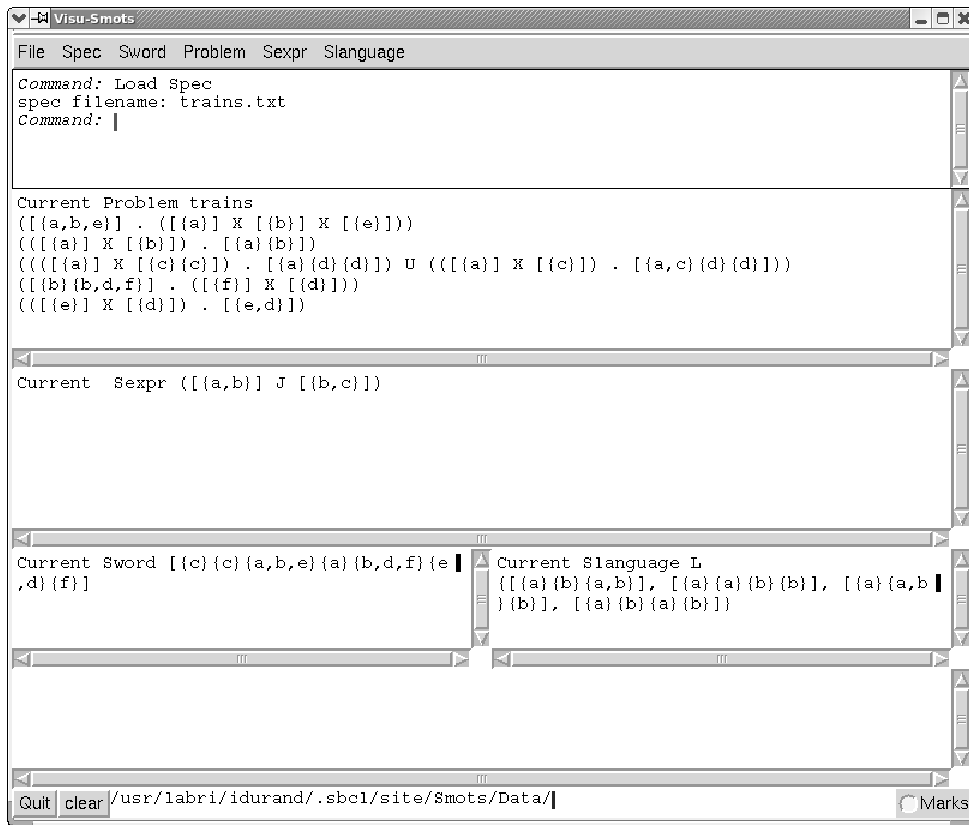 Visu-Smots
File Spec Sword Problem Sexpr Slanguage
Command: Load Spec
spec filename: trains.txt
Command:
Current Problem trains
([{a,b,e}] . ([{a}] X [{b}] X [{e}]))
(([{a}] X [{b}]) . [{a}{b}])
((([{a}] X [{c}{c}]) . [{a}{d}{d}]) U (([{a}] X [{c}]) . [{a,c}{d}{d}]))
([{b}{b,d,f}] . ([{f}] X [{d}]))
(([{e}] X [{d}]) . [{e,d}])
Current  Sexpr ([{a,b}] J [{b,c}])
Current Sword [{c}{c}{a,b,e}{a}{b,d,f}{e
,d}{f}]
Current Slanguage L
{[{a}{b}{a,b}], [{a}{a}{b}{b}], [{a}{a,b
}{b}], [{a}{b}{a}{b}]}
Quit clear /usr/labri/idurand/.sbcl/site/Smots/Data/ Marks